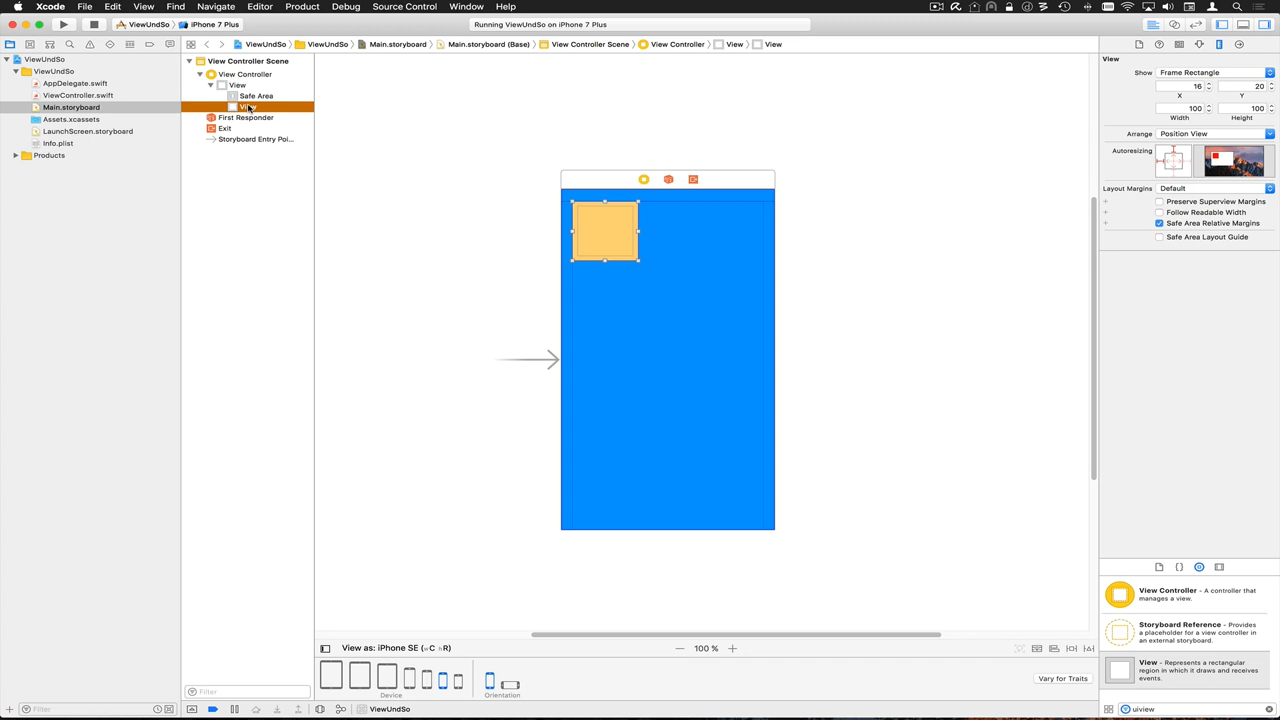 Xcode File Edit View Find Navigate Editor Product Debug Source Control Window Help
ViewUndSo iPhone 7 Plus
Running ViewUndSo on iPhone 7 Plus
ViewUndSo ViewUndSo Main.storyboard Main.storyboard (Base) View Controller Scene View Controller View View
ViewUndSo
ViewUndSo
AppDelegate.swift
ViewController.swift
Main.storyboard
Assets.xcassets
LaunchScreen.storyboard
Info.plist
Products
Filter
View Controller Scene
View Controller
View
Safe Area
View
First Responder
Exit
Storyboard Entry Poi...
Filter
View as: iPhone SE (wC hR)
100 %
Device
Orientation
Vary for Traits
ViewUndSo
View
Show Frame Rectangle
16 20
X Y
100 100
Width Height
Arrange Position View
Autoresizing
Layout Margins Default
Preserve Superview Margins
Follow Readable Width
Safe Area Relative Margins
Safe Area Layout Guide
View Controller - A controller that
manages a view.
Storyboard Reference - Provides
a placeholder for a view controller in
an external storyboard.
View - Represents a rectangular
region in which it draws and receives
events.
uiview